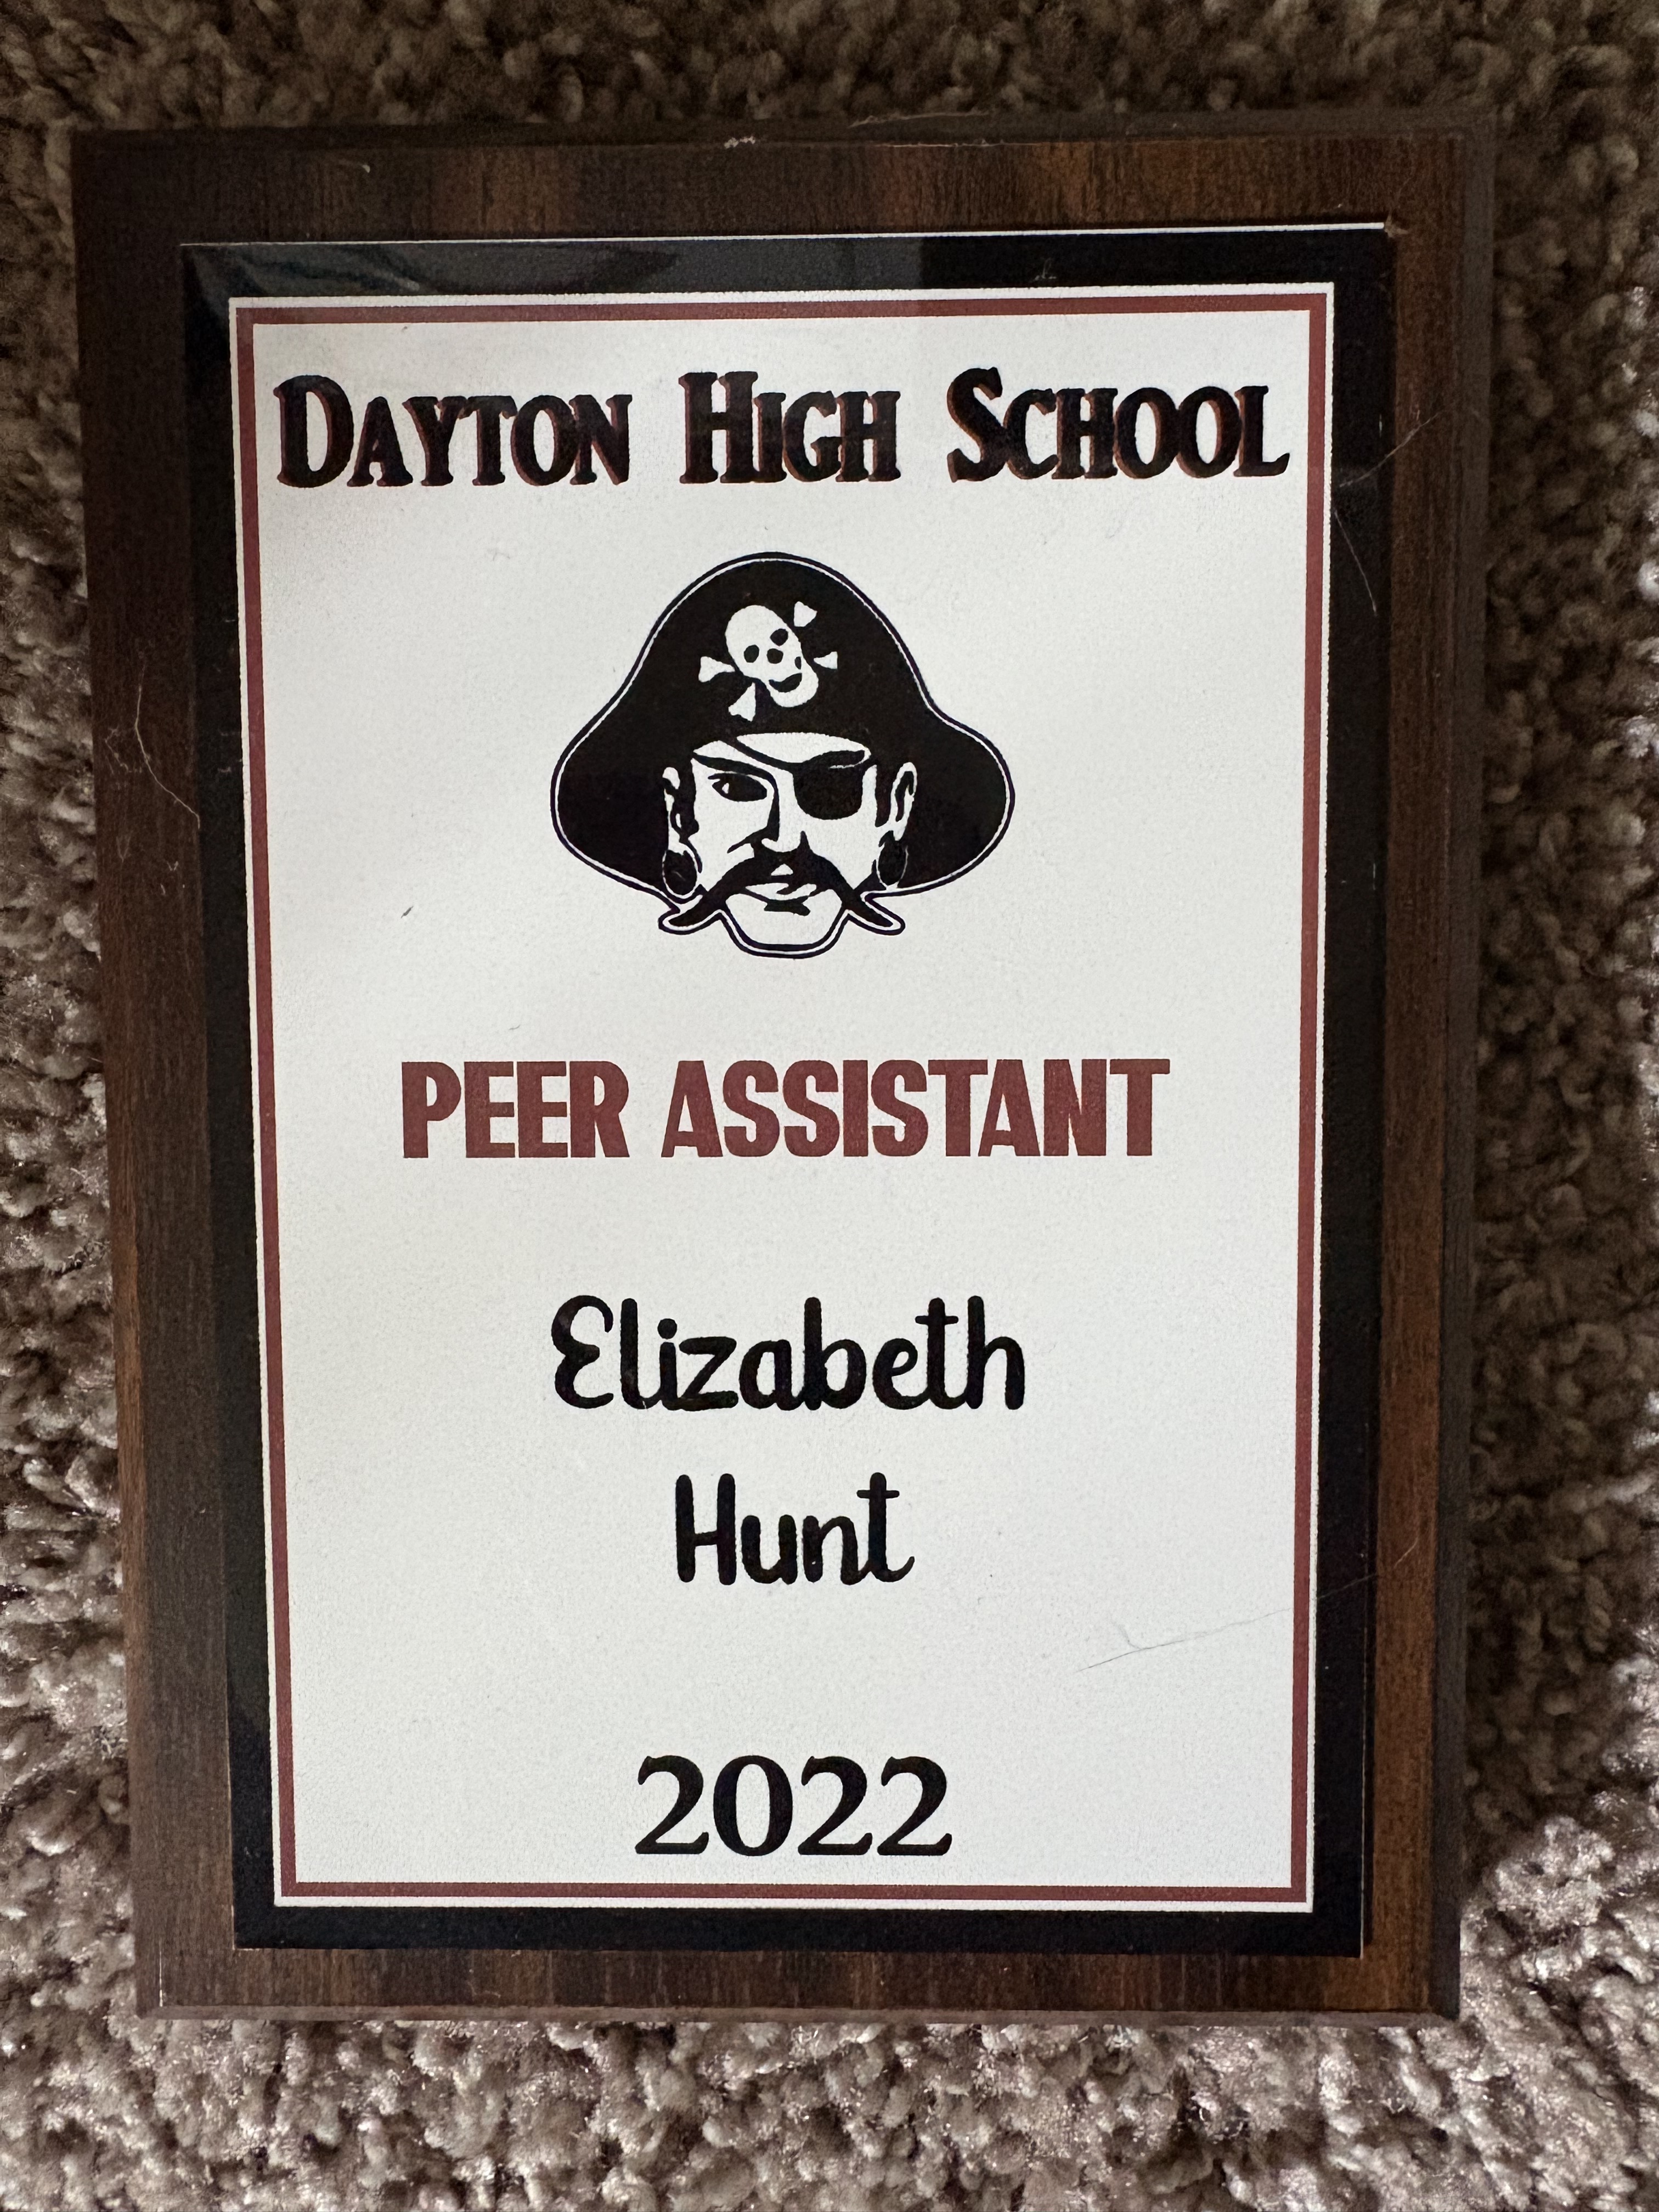 DAYTON HIGH SCHOOL
PEER ASSISTANT
Elizabeth
Hunt
2022